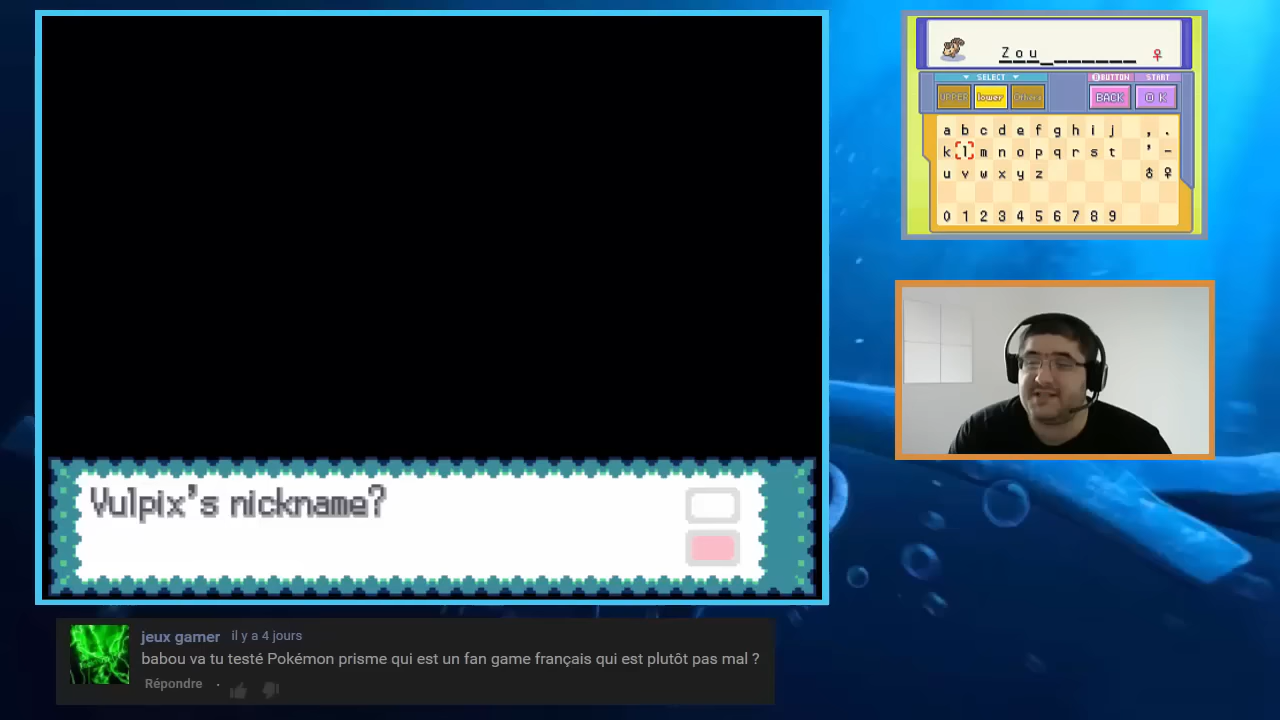 Vulpix's nickname?
Zou_______ ♀
▼ SELECT ▼ BBUTTON START
UPPER lower Others BACK OK
a b c d e f g h i j , .
k l m n o p q r s t ' -
u v w x y z ♂ ♀
0 1 2 3 4 5 6 7 8 9
jeux gamer il y a 4 jours
babou va tu testé Pokémon prisme qui est un fan game français qui est plutôt pas mal ?
Répondre ·